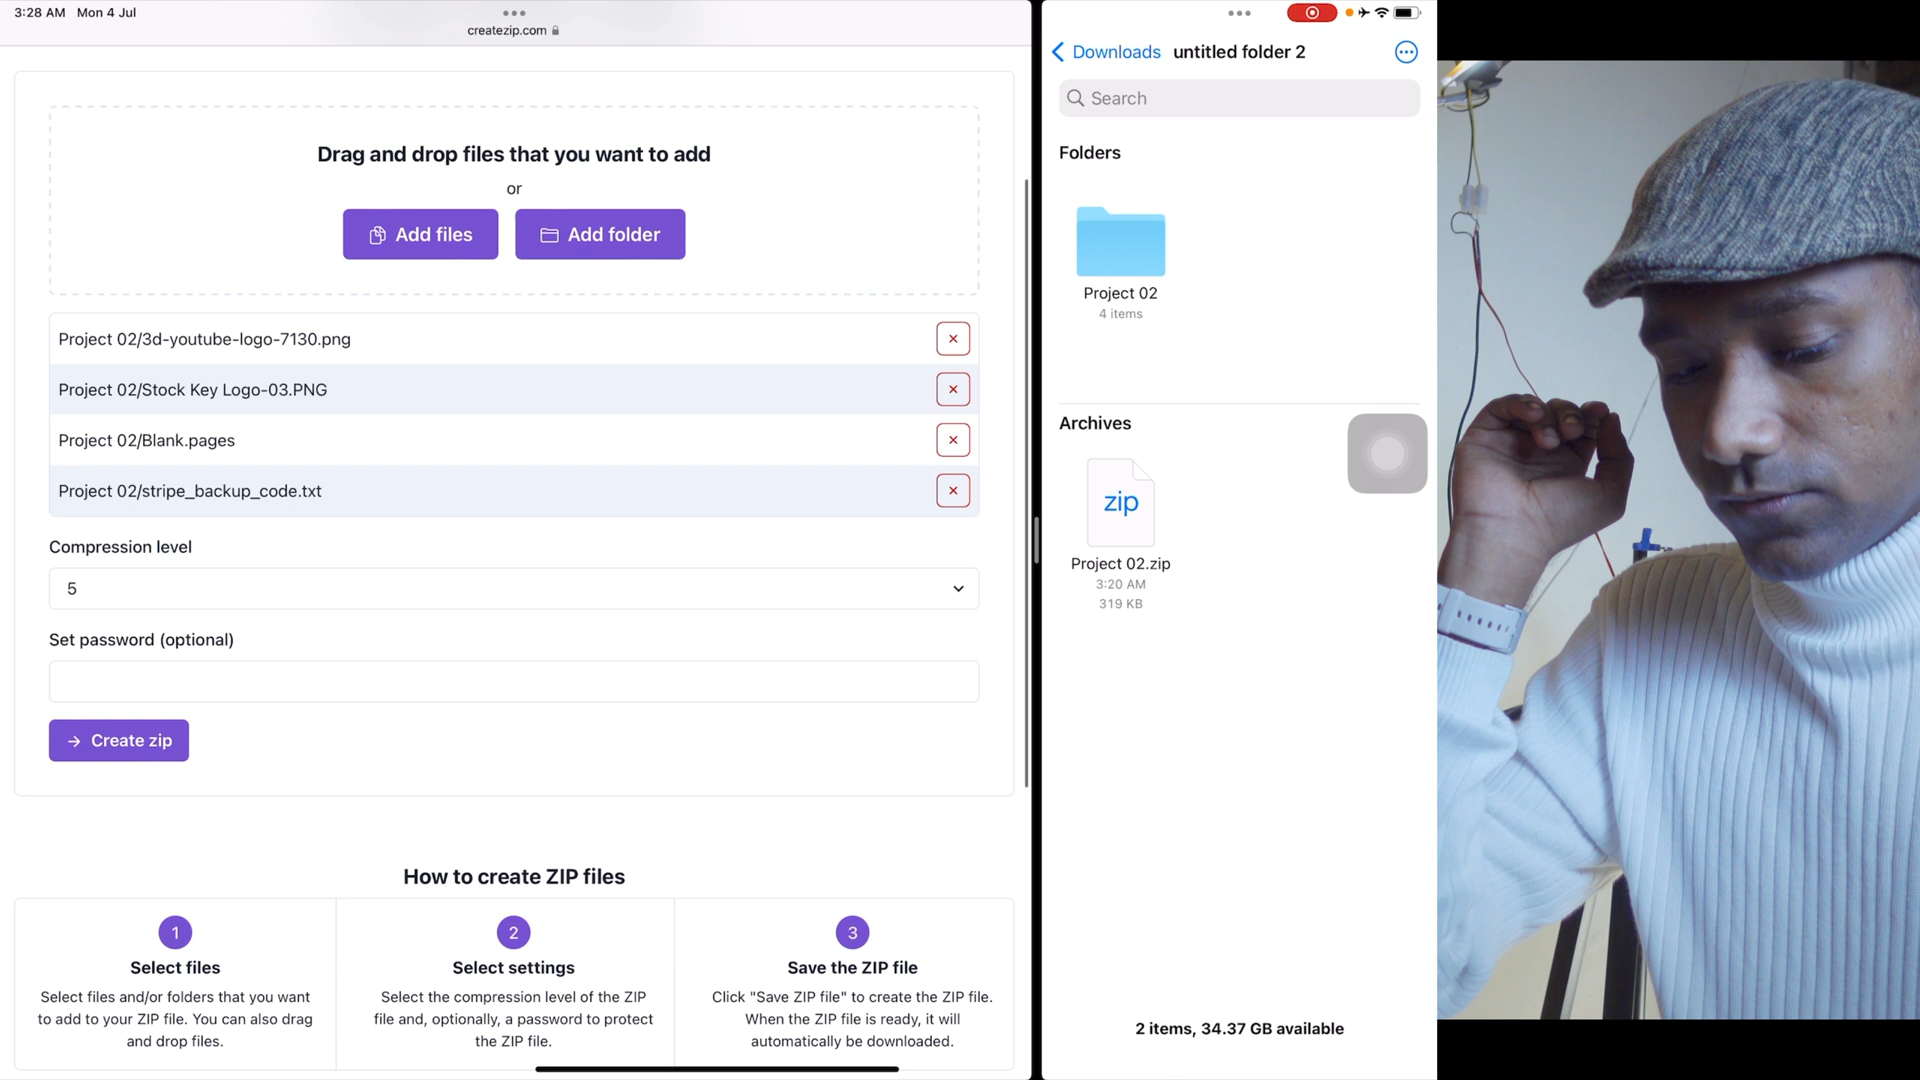 3:28 AM Mon 4 Jul
createzip.com
Drag and drop files that you want to add
or
Add files
Add folder
Project 02/3d-youtube-logo-7130.png
Project 02/Stock Key Logo-03.PNG
Project 02/Blank.pages
Project 02/stripe_backup_code.txt
Compression level
5
Set password (optional)
Create zip
How to create ZIP files
1
Select files
Select files and/or folders that you want
to add to your ZIP file. You can also drag
and drop files.
2
Select settings
Select the compression level of the ZIP
file and, optionally, a password to protect
the ZIP file.
3
Save the ZIP file
Click "Save ZIP file" to create the ZIP file.
When the ZIP file is ready, it will
automatically be downloaded.
Downloads untitled folder 2
Search
Folders
Project 02
4 items
Archives
zip
Project 02.zip
3:20 AM
319 KB
2 items, 34.37 GB available